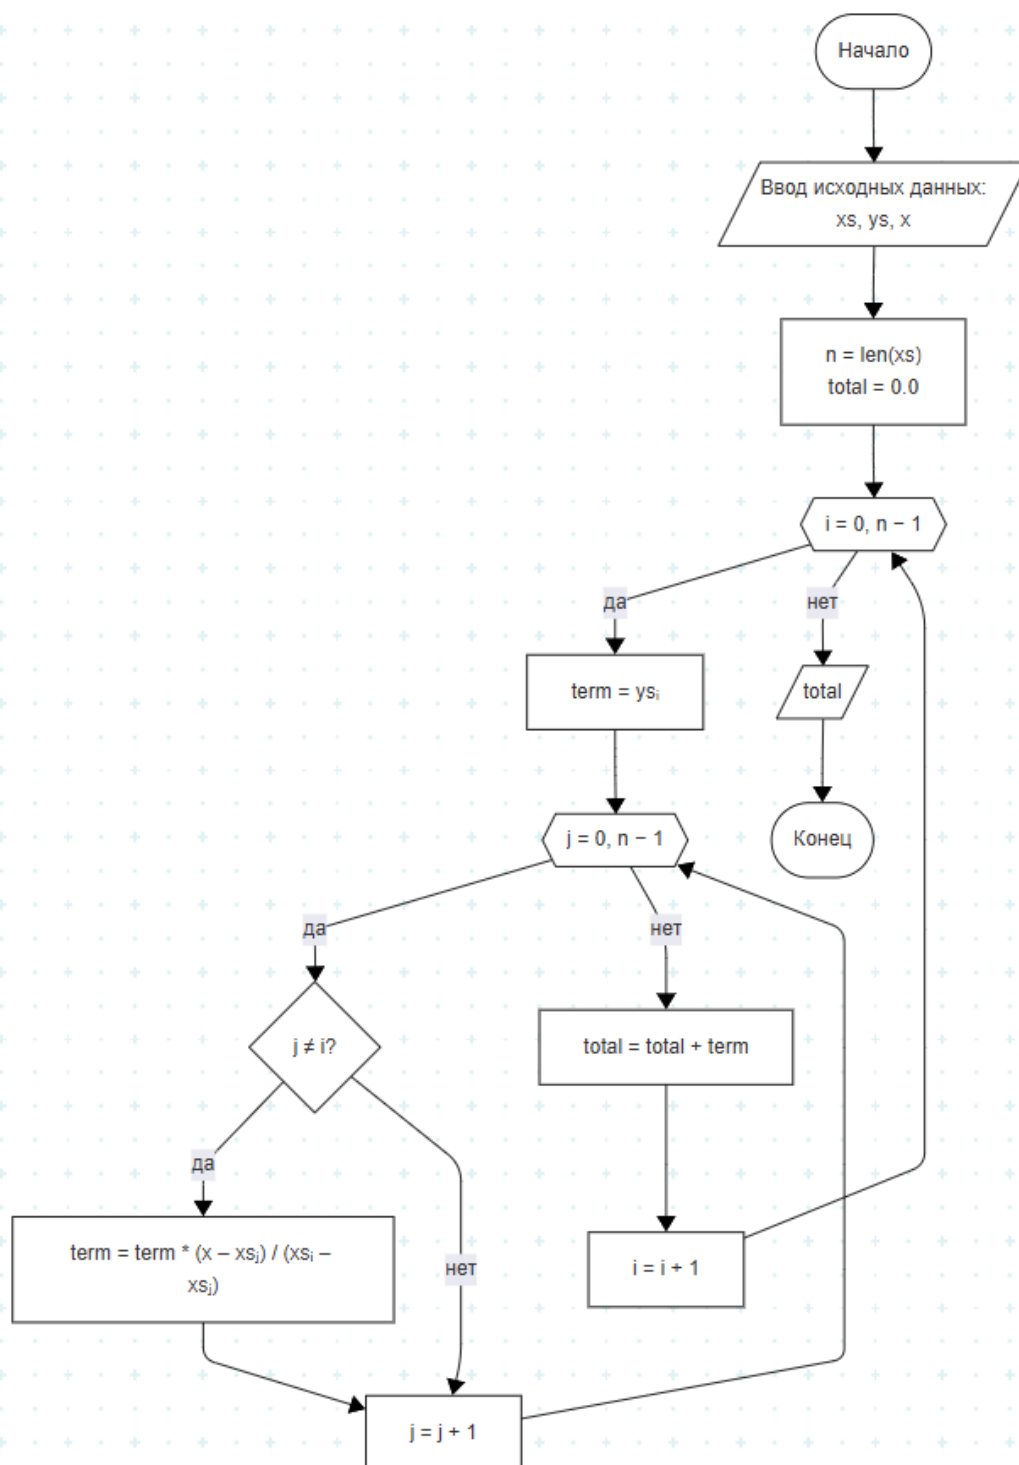 Начало
Ввод исходных данных:
xs, ys, x
n = len(xs)
total = 0.0
i = 0, n − 1
да
нет
term = ysᵢ
total
j = 0, n − 1
Конец
да
нет
j ≠ i?
total = total + term
да
term = term * (x – xsⱼ) / (xsᵢ –
xsⱼ)
нет
i = i + 1
j = j + 1